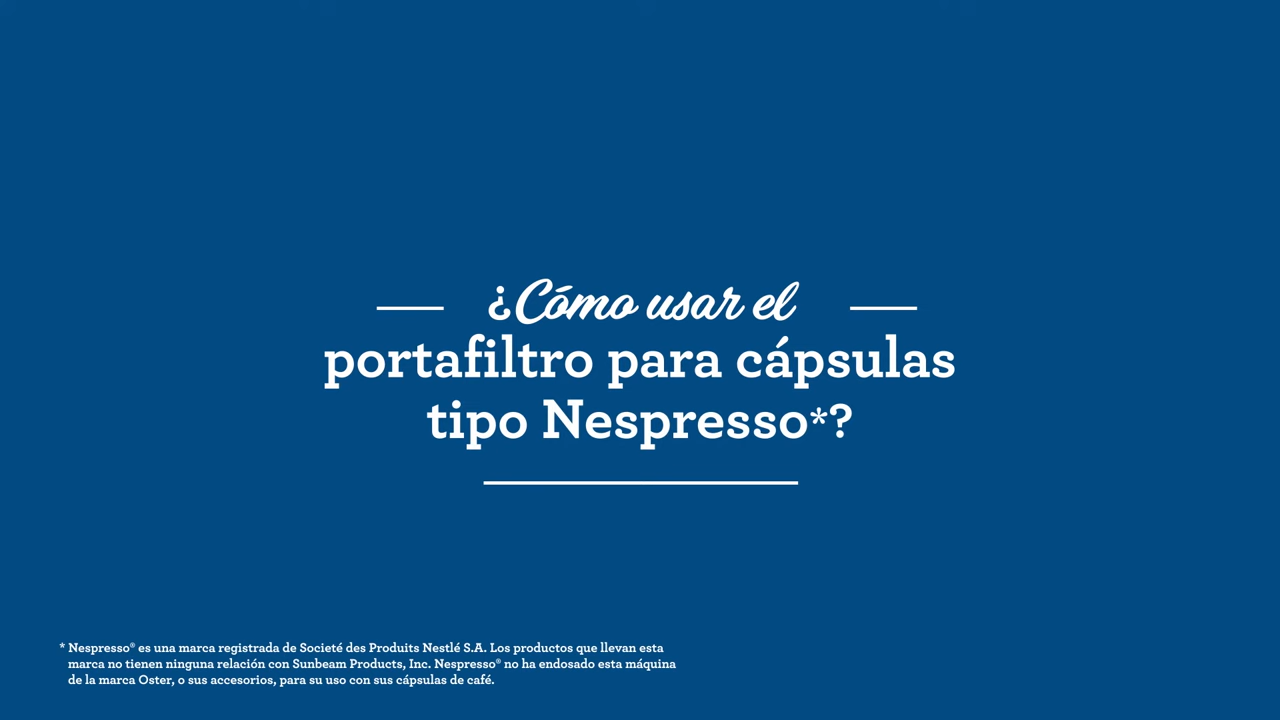 ¿Cómo usar el
portafiltro para cápsulas
tipo Nespresso*?
* Nespresso® es una marca registrada de Societé des Produits Nestlé S.A. Los productos que llevan esta
marca no tienen ninguna relación con Sunbeam Products, Inc. Nespresso® no ha endosado esta máquina
de la marca Oster, o sus accesorios, para su uso con sus cápsulas de café.